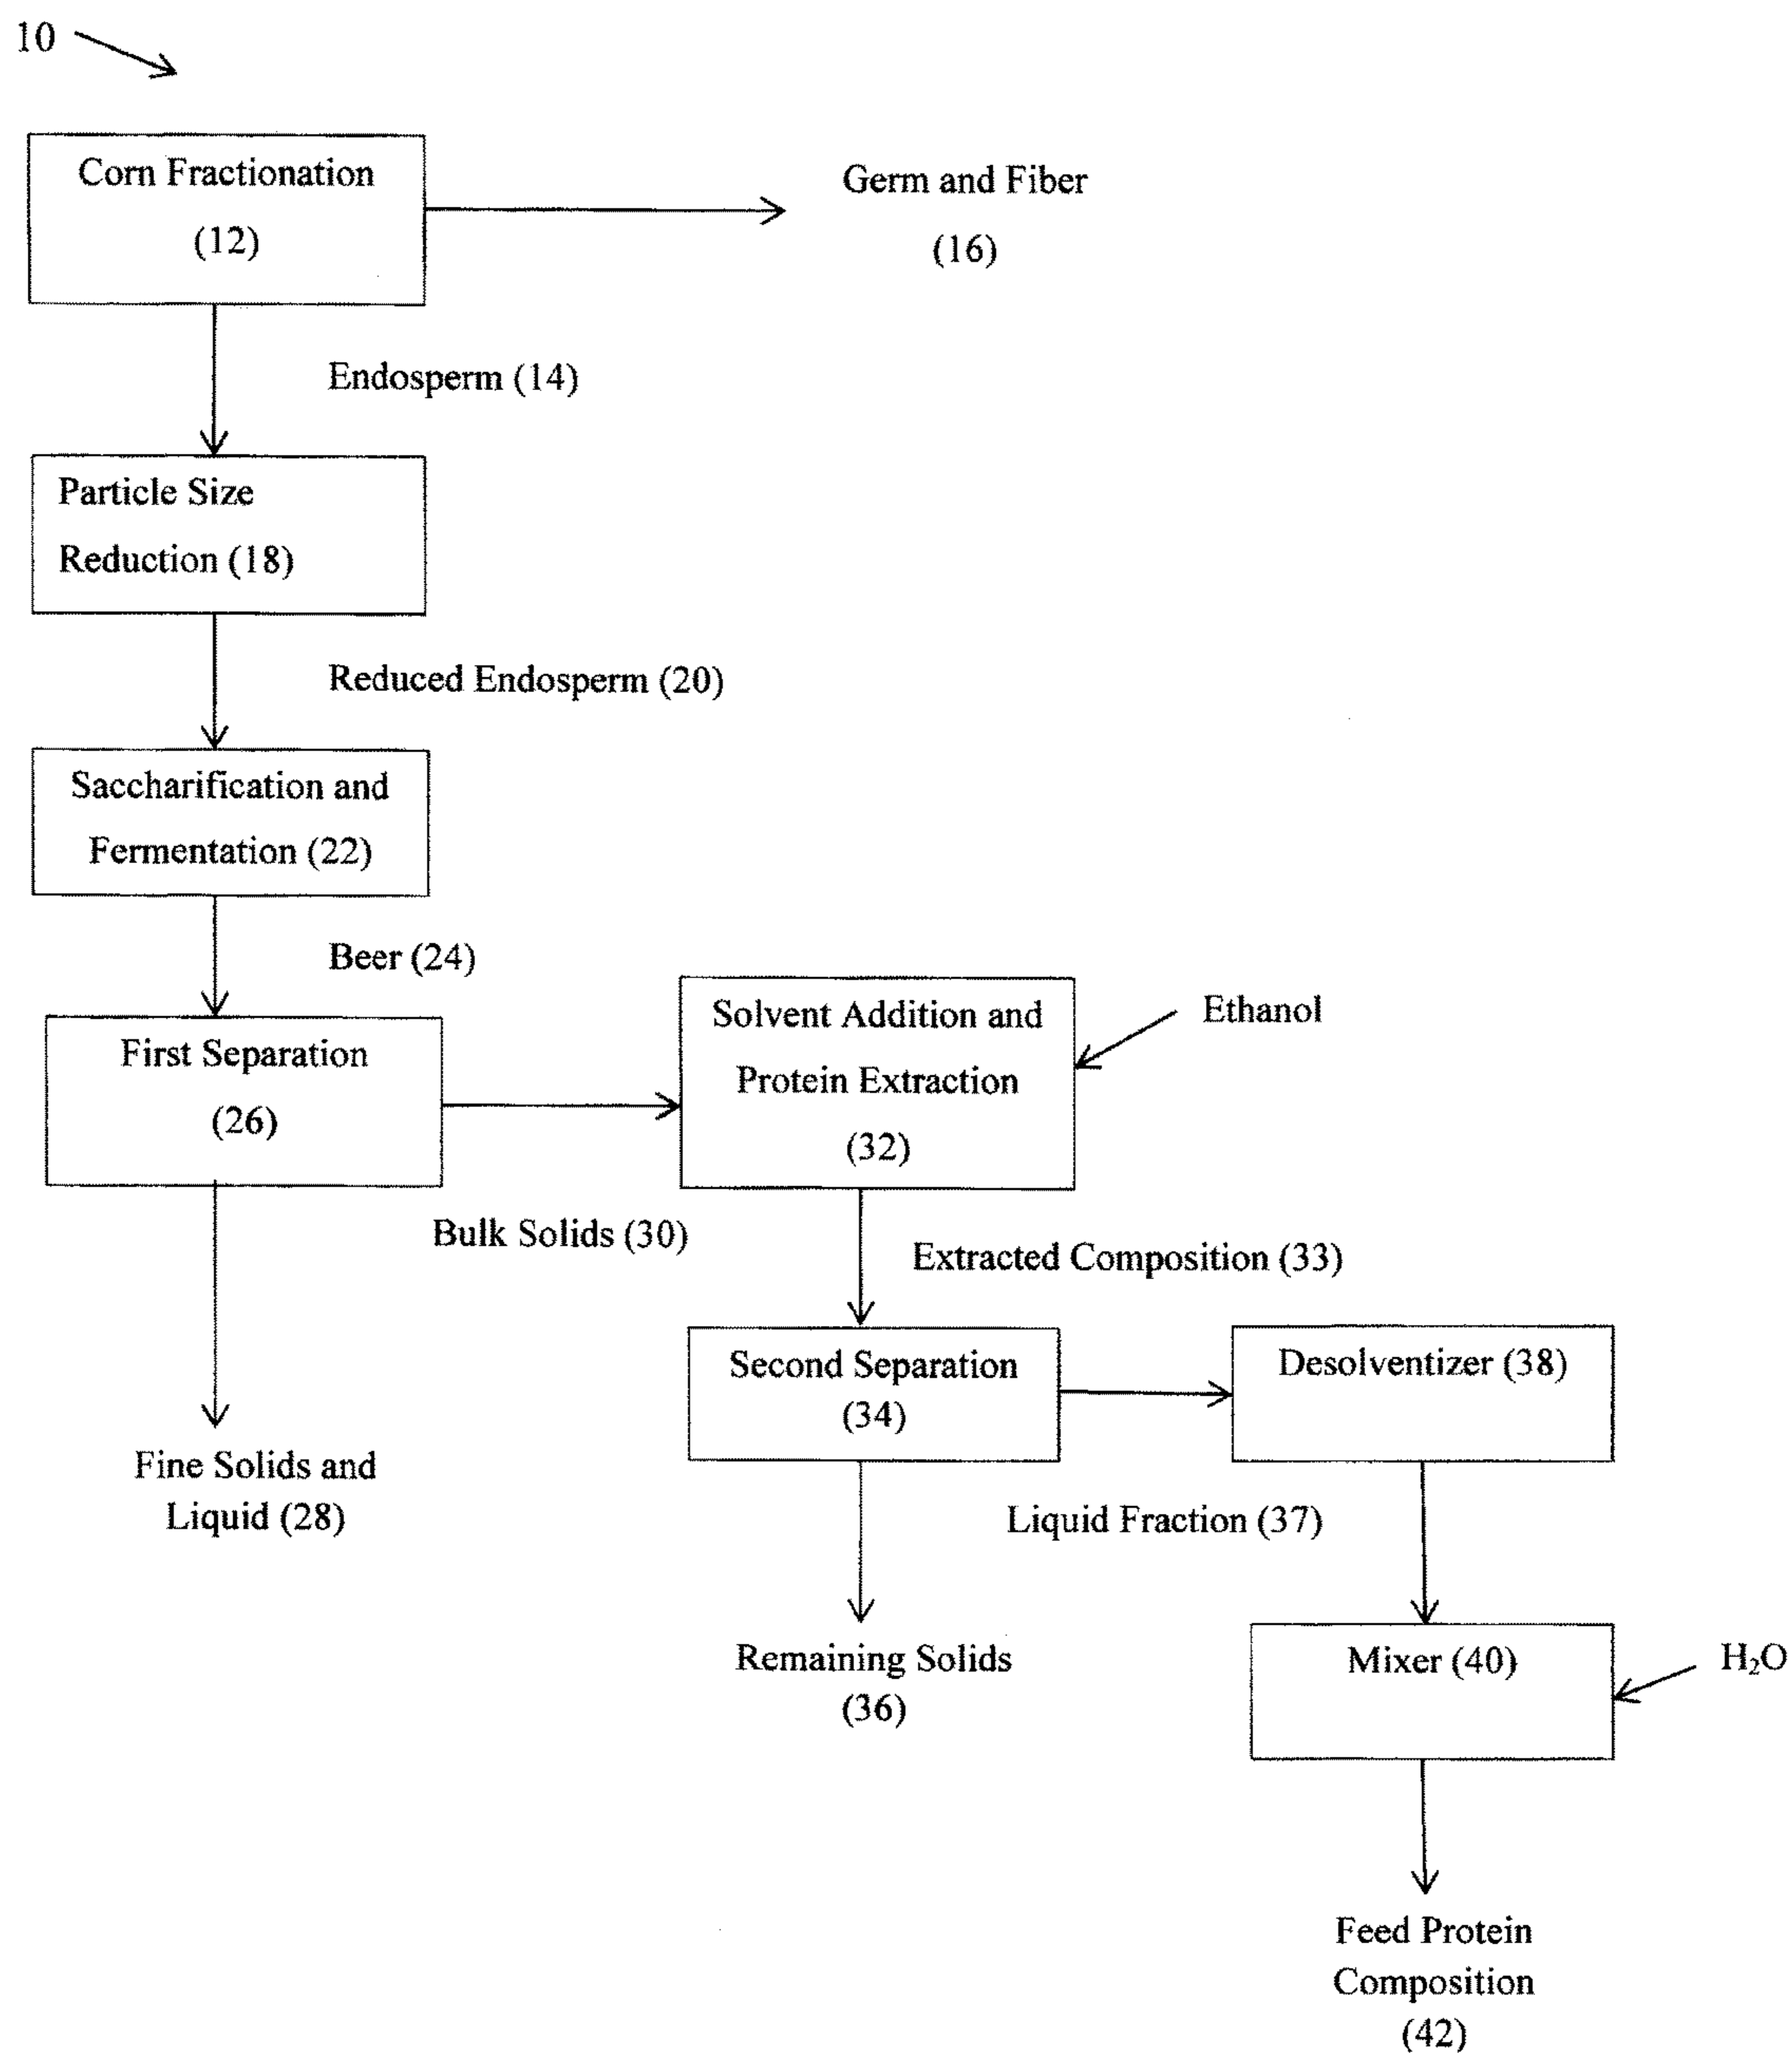 10
Corn Fractionation
(12)
Germ and Fiber
(16)
Endosperm (14)
Particle Size
Reduction (18)
Reduced Endosperm (20)
Saccharification and
Fermentation (22)
Beer (24)
First Separation
(26)
Solvent Addition and
Protein Extraction
(32)
Ethanol
Bulk Solids (30)
Extracted Composition (33)
Fine Solids and
Liquid (28)
Second Separation
(34)
Desolventizer (38)
Liquid Fraction (37)
Remaining Solids
(36)
Mixer (40)
H₂O
Feed Protein
Composition
(42)